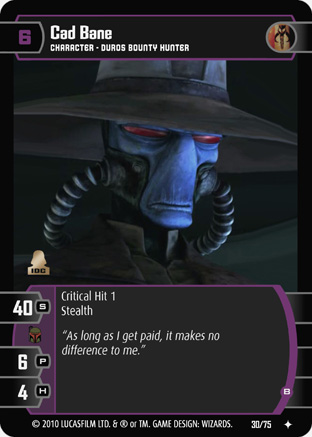 6
Cad Bane
CHARACTER - DUROS BOUNTY HUNTER
IDC
40 S
Critical Hit 1
Stealth
"As long as I get paid, it makes no
difference to me."
6 P
4 H
B
© 2010 LUCASFILM LTD. & ® or TM. GAME DESIGN: WIZARDS.
30/75